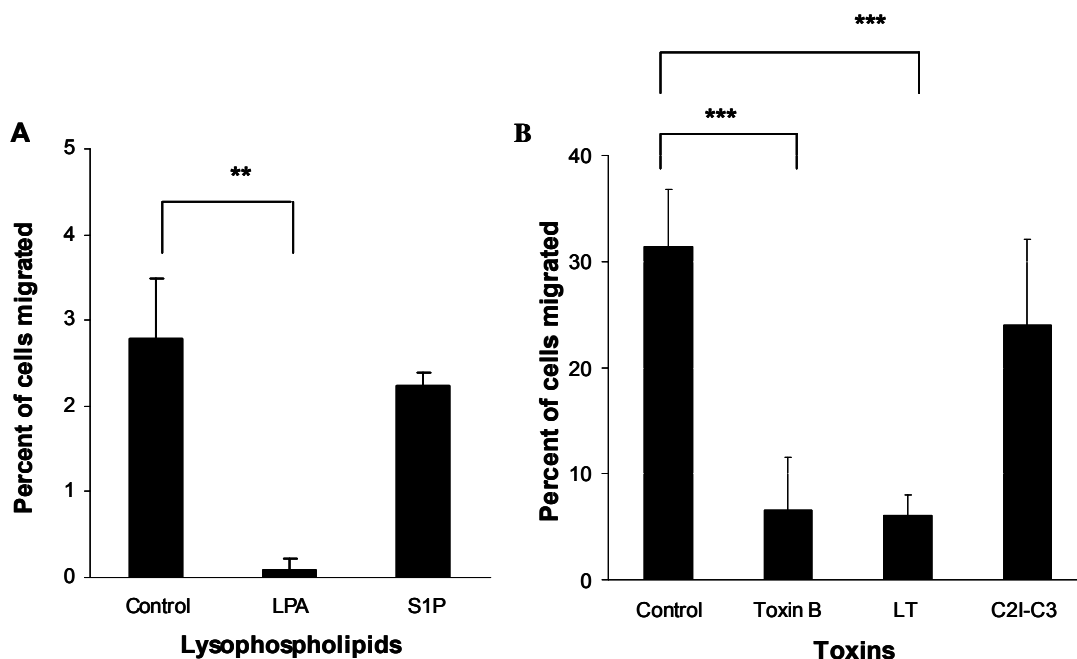 A
**
5
4
3
2
1
0
Percent of cells migrated
Control LPA S1P
Lysophospholipids
B
***
***
40
30
20
10
0
Percent of cells migrated
Control Toxin B LT C2I-C3
Toxins